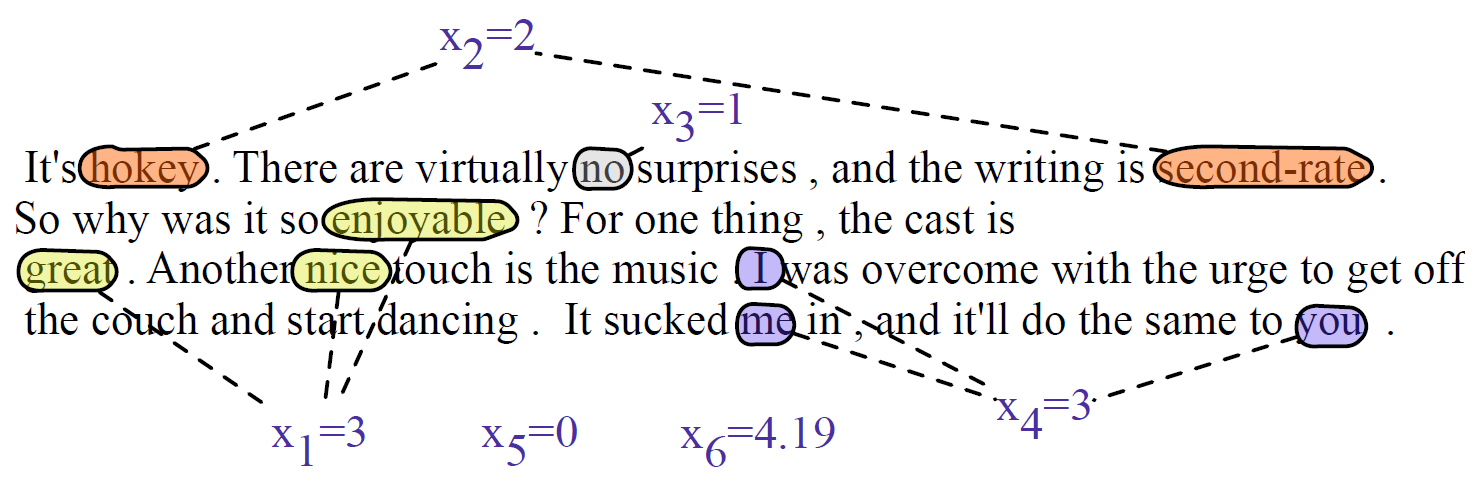 x2=2
x3=1
It's hokey . There are virtually no surprises , and the writing is second-rate .
So why was it so enjoyable ? For one thing , the cast is
great . Another nice touch is the music . I was overcome with the urge to get off
the couch and start dancing . It sucked me in , and it'll do the same to you .
x4=3
x1=3 x5=0 x6=4.19